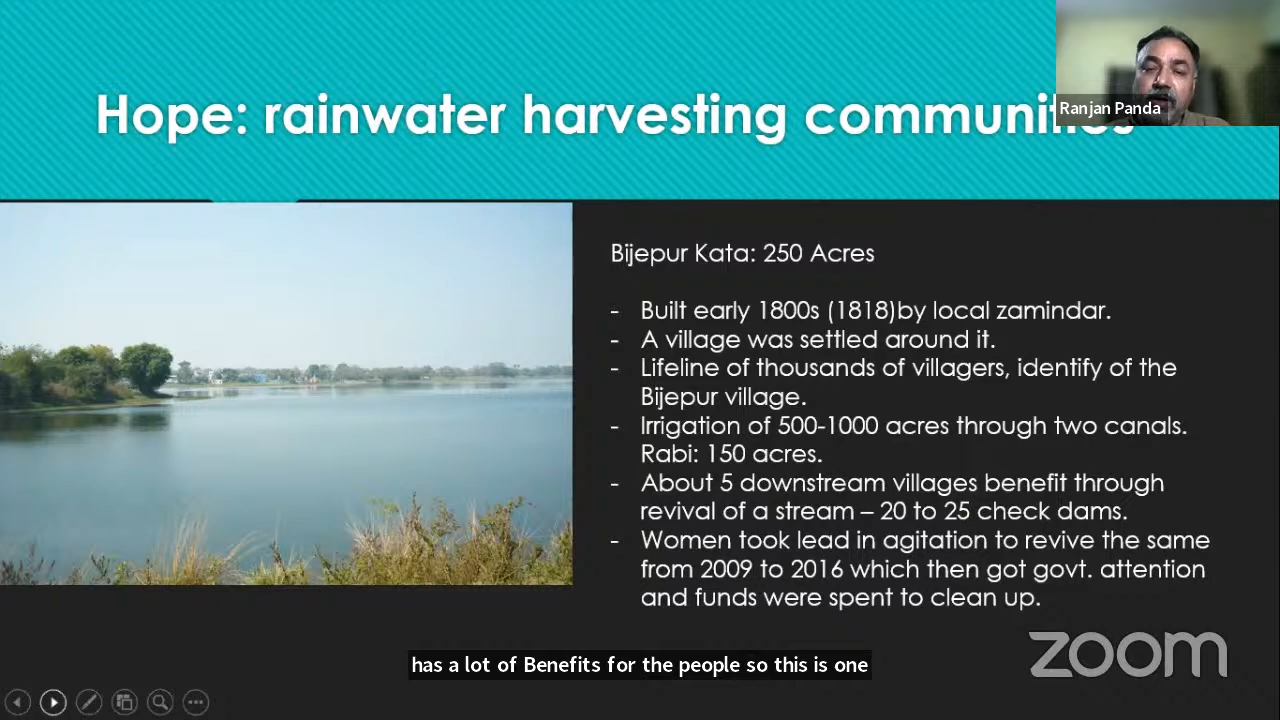 Hope: rainwater harvesting communities
Ranjan Panda
Bijepur Kata: 250 Acres
- Built early 1800s (1818)by local zamindar.
- A village was settled around it.
- Lifeline of thousands of villagers, identify of the
Bijepur village.
- Irrigation of 500-1000 acres through two canals.
Rabi: 150 acres.
- About 5 downstream villages benefit through
revival of a stream – 20 to 25 check dams.
- Women took lead in agitation to revive the same
from 2009 to 2016 which then got govt. attention
and funds were spent to clean up.
zoom
has a lot of Benefits for the people so this is one